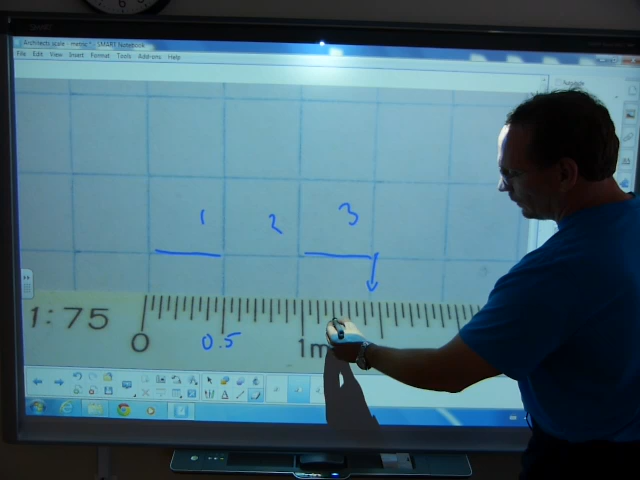 SMART
Architects scale - metric * - SMART Notebook
File Edit View Insert Format Tools Add-ons Help
1 2 3
1:75
0 0.5 1m